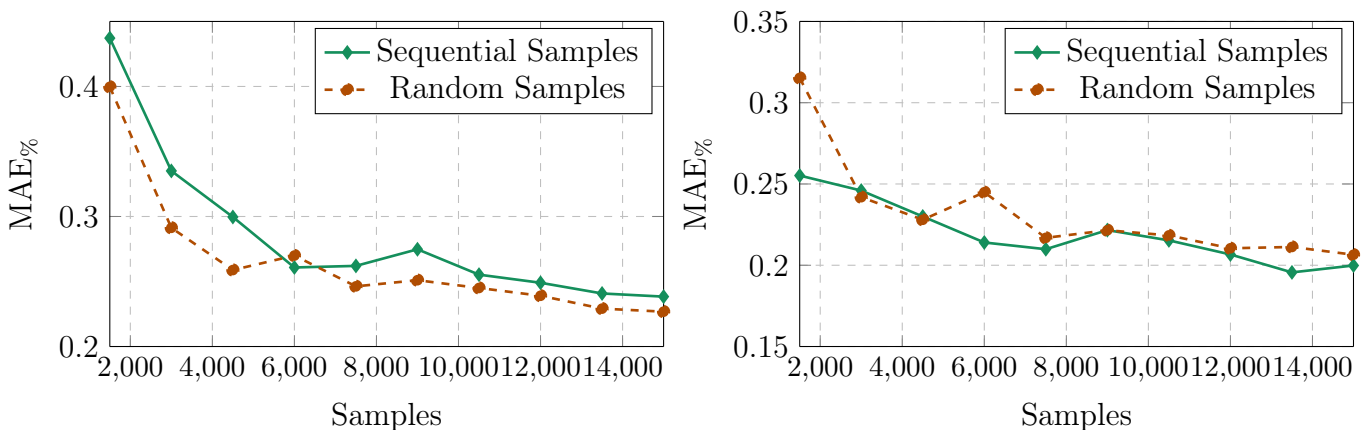 MAE%
0.4
0.3
0.2
Sequential Samples
Random Samples
2,000 4,000 6,000 8,000 10,000 12,000 14,000
Samples
MAE%
0.35
0.3
0.25
0.2
0.15
Sequential Samples
Random Samples
2,000 4,000 6,000 8,000 10,000 12,000 14,000
Samples